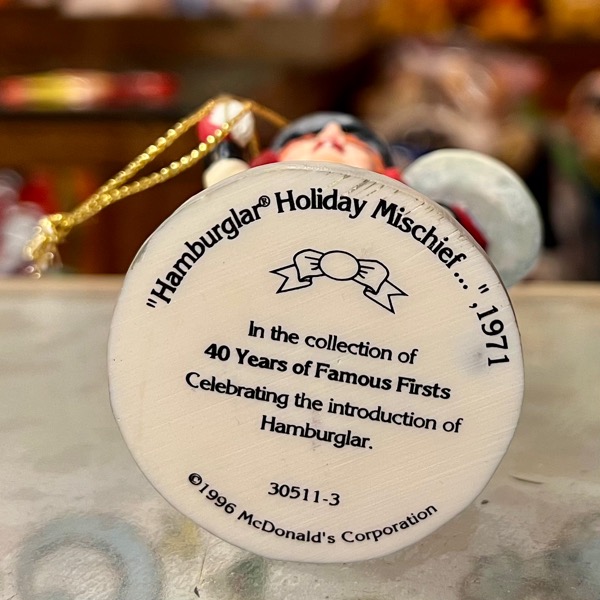 "Hamburglar® Holiday Mischief...", 1971
In the collection of
40 Years of Famous Firsts
Celebrating the introduction of
Hamburglar.
30511-3
©1996 McDonald's Corporation